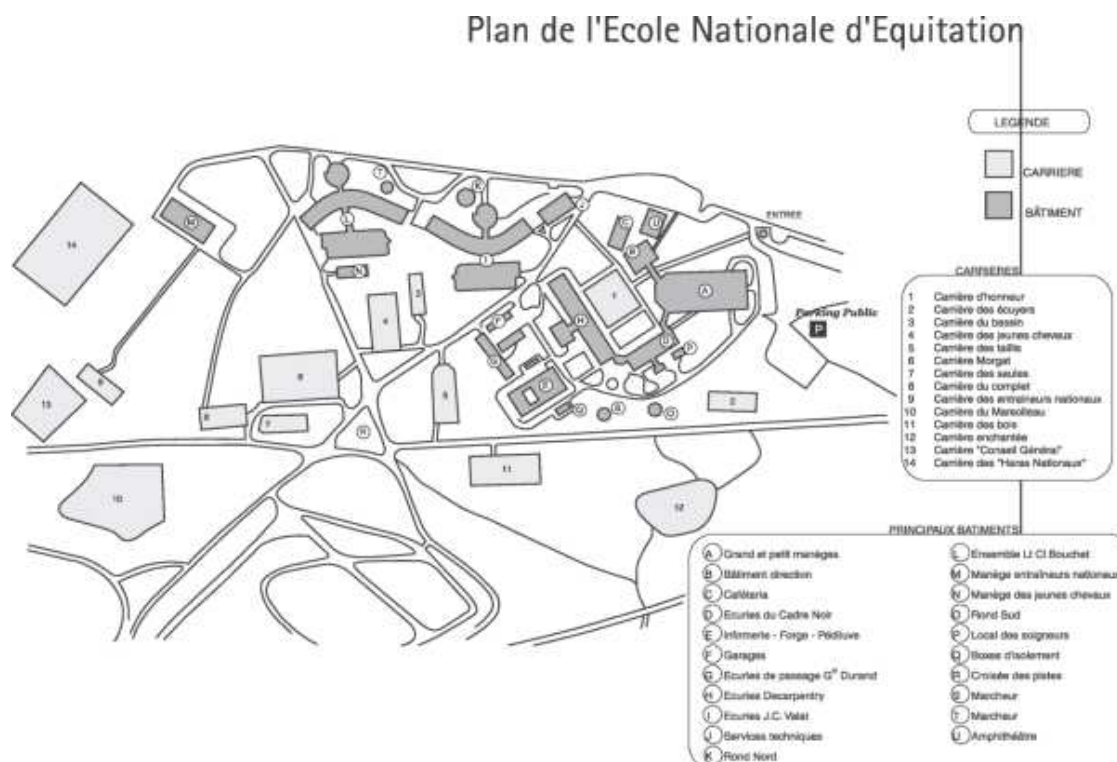 Plan de l'Ecole Nationale d'Equitation
LEGENDE
CARRIERE
BÂTIMENT
ENTREE
Parking Public
P
CARRIERES
1 Carrière d'honneur
2 Carrière des écuyers
3 Carrière du bassin
4 Carrière des jeunes chevaux
5 Carrière des taillis
6 Carrière Morgat
7 Carrière des saules
8 Carrière du complet
9 Carrière des entraîneurs nationaux
10 Carrière du Marsolleau
11 Carrière des bois
12 Carrière enchantée
13 Carrière "Conseil Général"
14 Carrière des "Haras Nationaux"
PRINCIPAUX BATIMENTS
A Grand et petit manèges
B Bâtiment direction
C Cafétaria
D Ecuries du Cadre Noir
E Infirmerie - Forge - Pédiluve
F Garages
G Ecuries de passage Gal Durand
H Ecuries Decarpentry
I Ecuries J.C. Valat
J Services techniques
K Rond Nord
L Ensemble Lt Cl Bouchet
M Manège entraîneurs nationaux
N Manège des jeunes chevaux
O Rond Sud
P Local des soigneurs
Q Boxes d'isolement
R Croisée des pistes
S Marcheur
T Marcheur
U Amphithéâtre